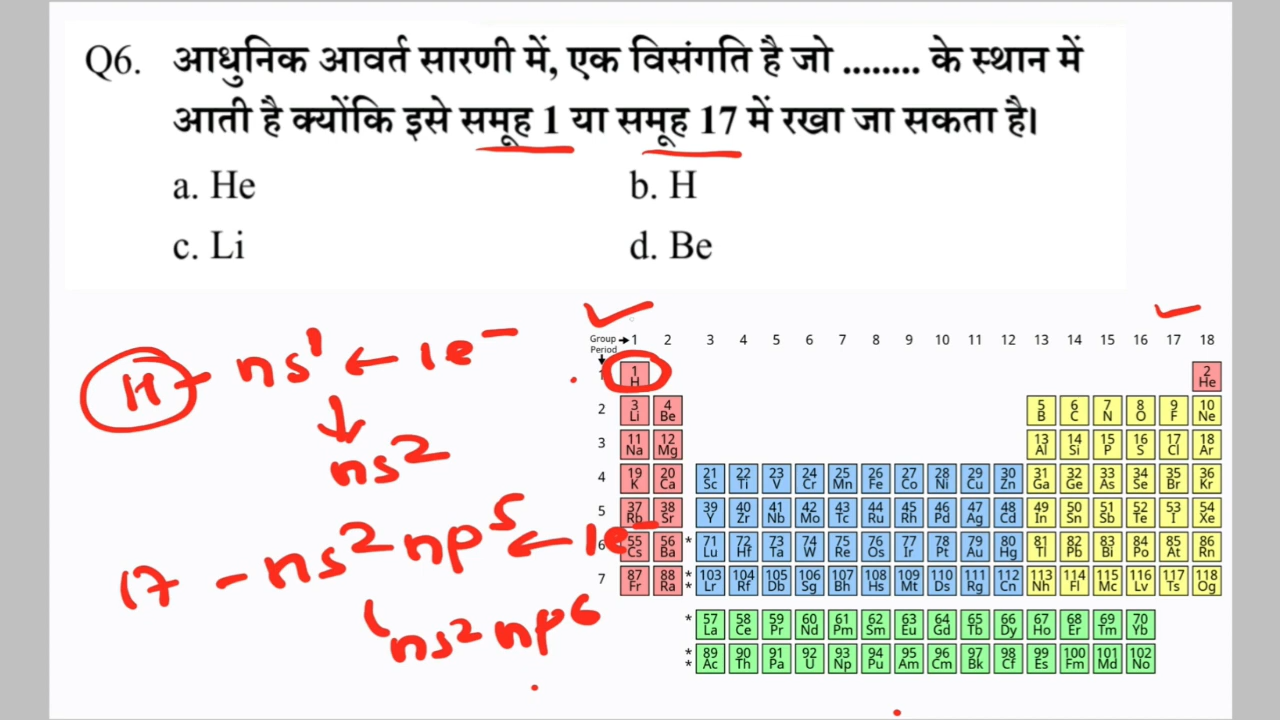 Q6. आधुनिक आवर्त सारणी में, एक विसंगति है जो ........ के स्थान में
आती है क्योंकि इसे समूह 1 या समूह 17 में रखा जा सकता है।
a. He b. H
c. Li d. Be
H - ns¹ ← 1e⁻
↓
ns²
17 - ns² np⁵ ← 1e⁻
ns² np⁶
Group → 1 2 3 4 5 6 7 8 9 10 11 12 13 14 15 16 17 18
Period
1 1 2
H He
2 3 4 5 6 7 8 9 10
Li Be B C N O F Ne
3 11 12 13 14 15 16 17 18
Na Mg Al Si P S Cl Ar
4 19 20 21 22 23 24 25 26 27 28 29 30 31 32 33 34 35 36
K Ca Sc Ti V Cr Mn Fe Co Ni Cu Zn Ga Ge As Se Br Kr
5 37 38 39 40 41 42 43 44 45 46 47 48 49 50 51 52 53 54
Rb Sr Y Zr Nb Mo Tc Ru Rh Pd Ag Cd In Sn Sb Te I Xe
6 55 56 * 71 72 73 74 75 76 77 78 79 80 81 82 83 84 85 86
Cs Ba Lu Hf Ta W Re Os Ir Pt Au Hg Tl Pb Bi Po At Rn
7 87 88 * 103 104 105 106 107 108 109 110 111 112 113 114 115 116 117 118
Fr Ra * Lr Rf Db Sg Bh Hs Mt Ds Rg Cn Nh Fl Mc Lv Ts Og
* 57 58 59 60 61 62 63 64 65 66 67 68 69 70
La Ce Pr Nd Pm Sm Eu Gd Tb Dy Ho Er Tm Yb
* 89 90 91 92 93 94 95 96 97 98 99 100 101 102
* Ac Th Pa U Np Pu Am Cm Bk Cf Es Fm Md No